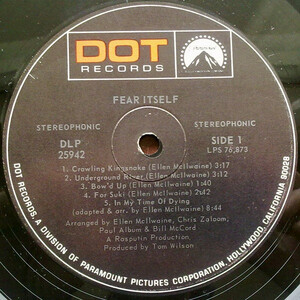 DOT
RECORDS
Paramount
FEAR ITSELF
STEREOPHONIC
STEREOPHONIC
DLP
25942
SIDE 1
LPS 76,873
1. Crawling Kingsnake (Ellen McIlwaine) 3:17
2. Underground River (Ellen McIlwaine) 3:12
3. Bow'd Up (Ellen McIlwaine) :40
4. For Suki (Ellen McIlwaine) 2:42
5. In My Time Of Dying
(adapted & arr. by Ellen McIlwaine) 8:44
Arranged by Ellen McIlwaine, Chris Zaloom,
Paul Album & Bill McCord
A Rasputin Production
Produced by Tom Wilson
DOT RECORDS, A DIVISION OF PARAMOUNT PICTURES CORPORATION, HOLLYWOOD, CALIFORNIA 90028